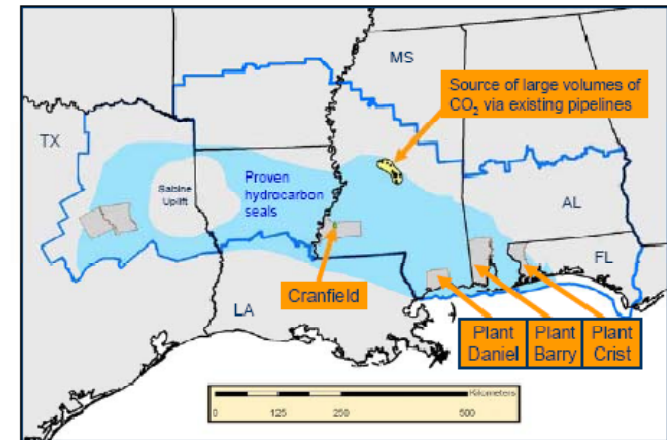 MS
Source of large volumes of
CO₂ via existing pipelines
TX
Sabine
Uplift
Proven
hydrocarbon
seals
AL
FL
Cranfield
LA
Plant
Daniel
Plant
Barry
Plant
Crist
Kilometers
0 125 250 500